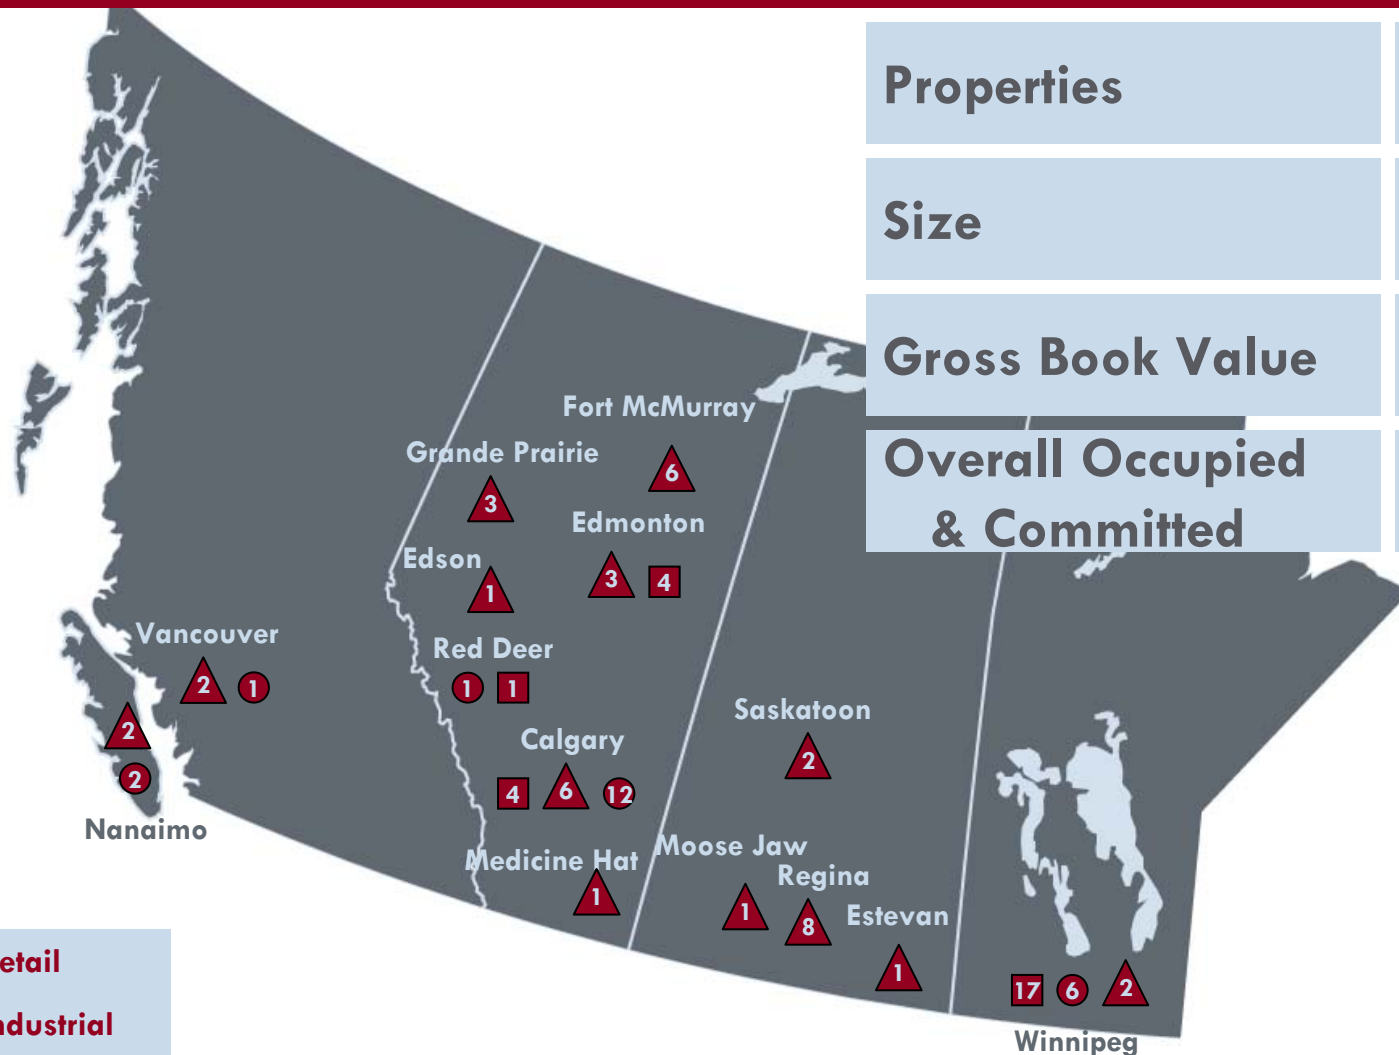 Properties
Size
Gross Book Value
Overall Occupied
& Committed
Fort McMurray
6
Grande Prairie
3
Edmonton
3 4
Edson
1
Vancouver
2 1
Red Deer
1 1
2
2
Nanaimo
Saskatoon
2
Calgary
4 6 12
Medicine Hat
1
Moose Jaw
1
Regina
8
Estevan
1
17 6 2
Winnipeg
etail
ndustrial